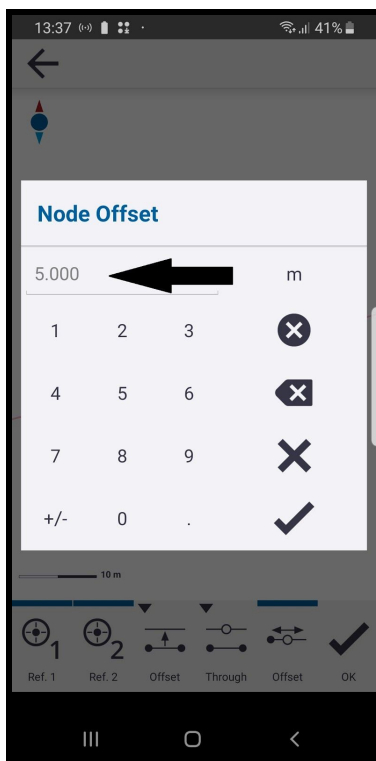 13:37 41%
Node Offset
5.000 m
1 2 3
4 5 6
7 8 9
+/- 0 .
10 m
1 2
Ref. 1 Ref. 2 Offset Through Offset OK